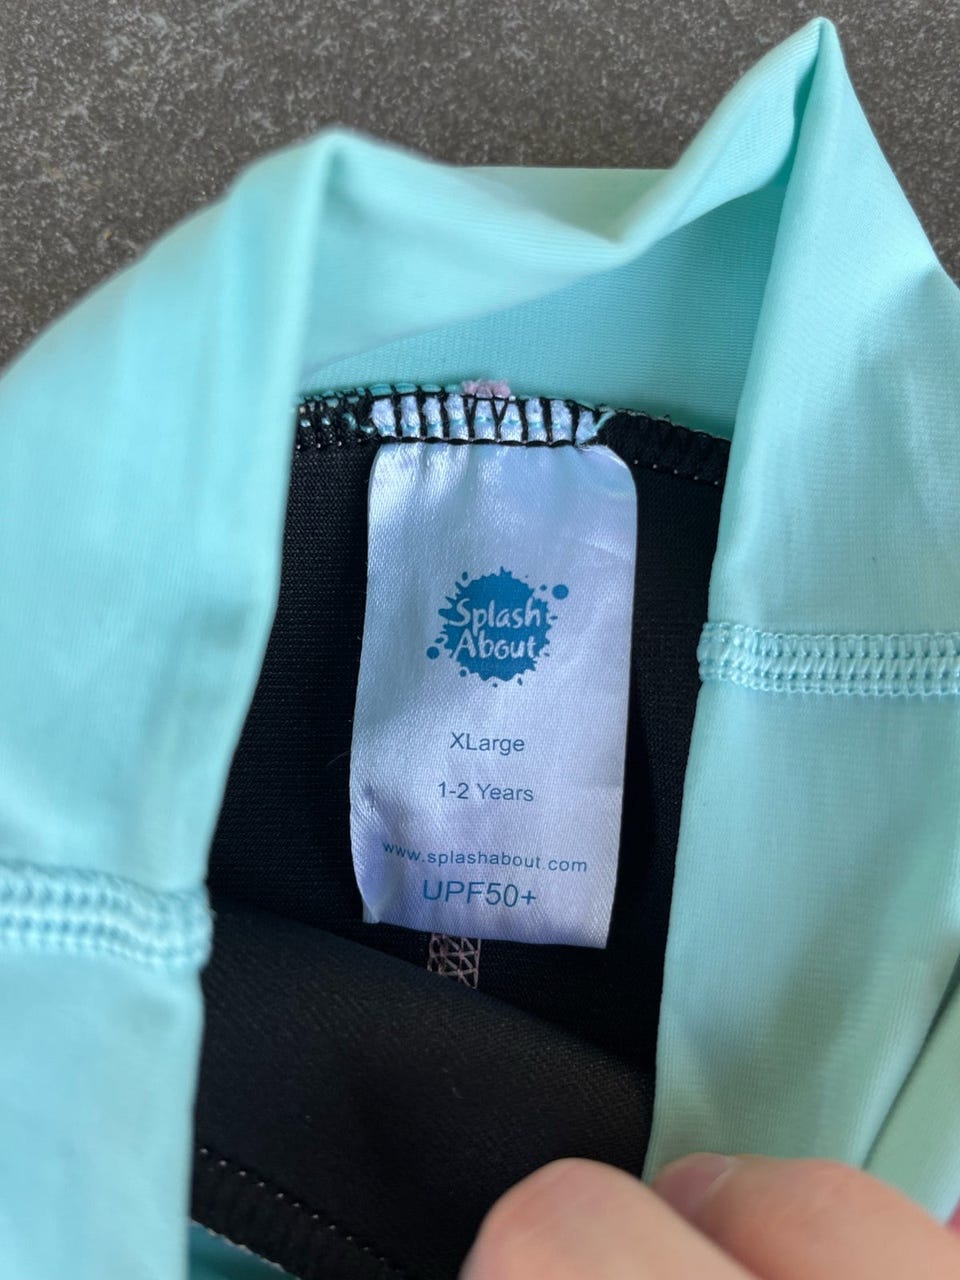 Splash
About
XLarge
1-2 Years
www.splashabout.com
UPF50+